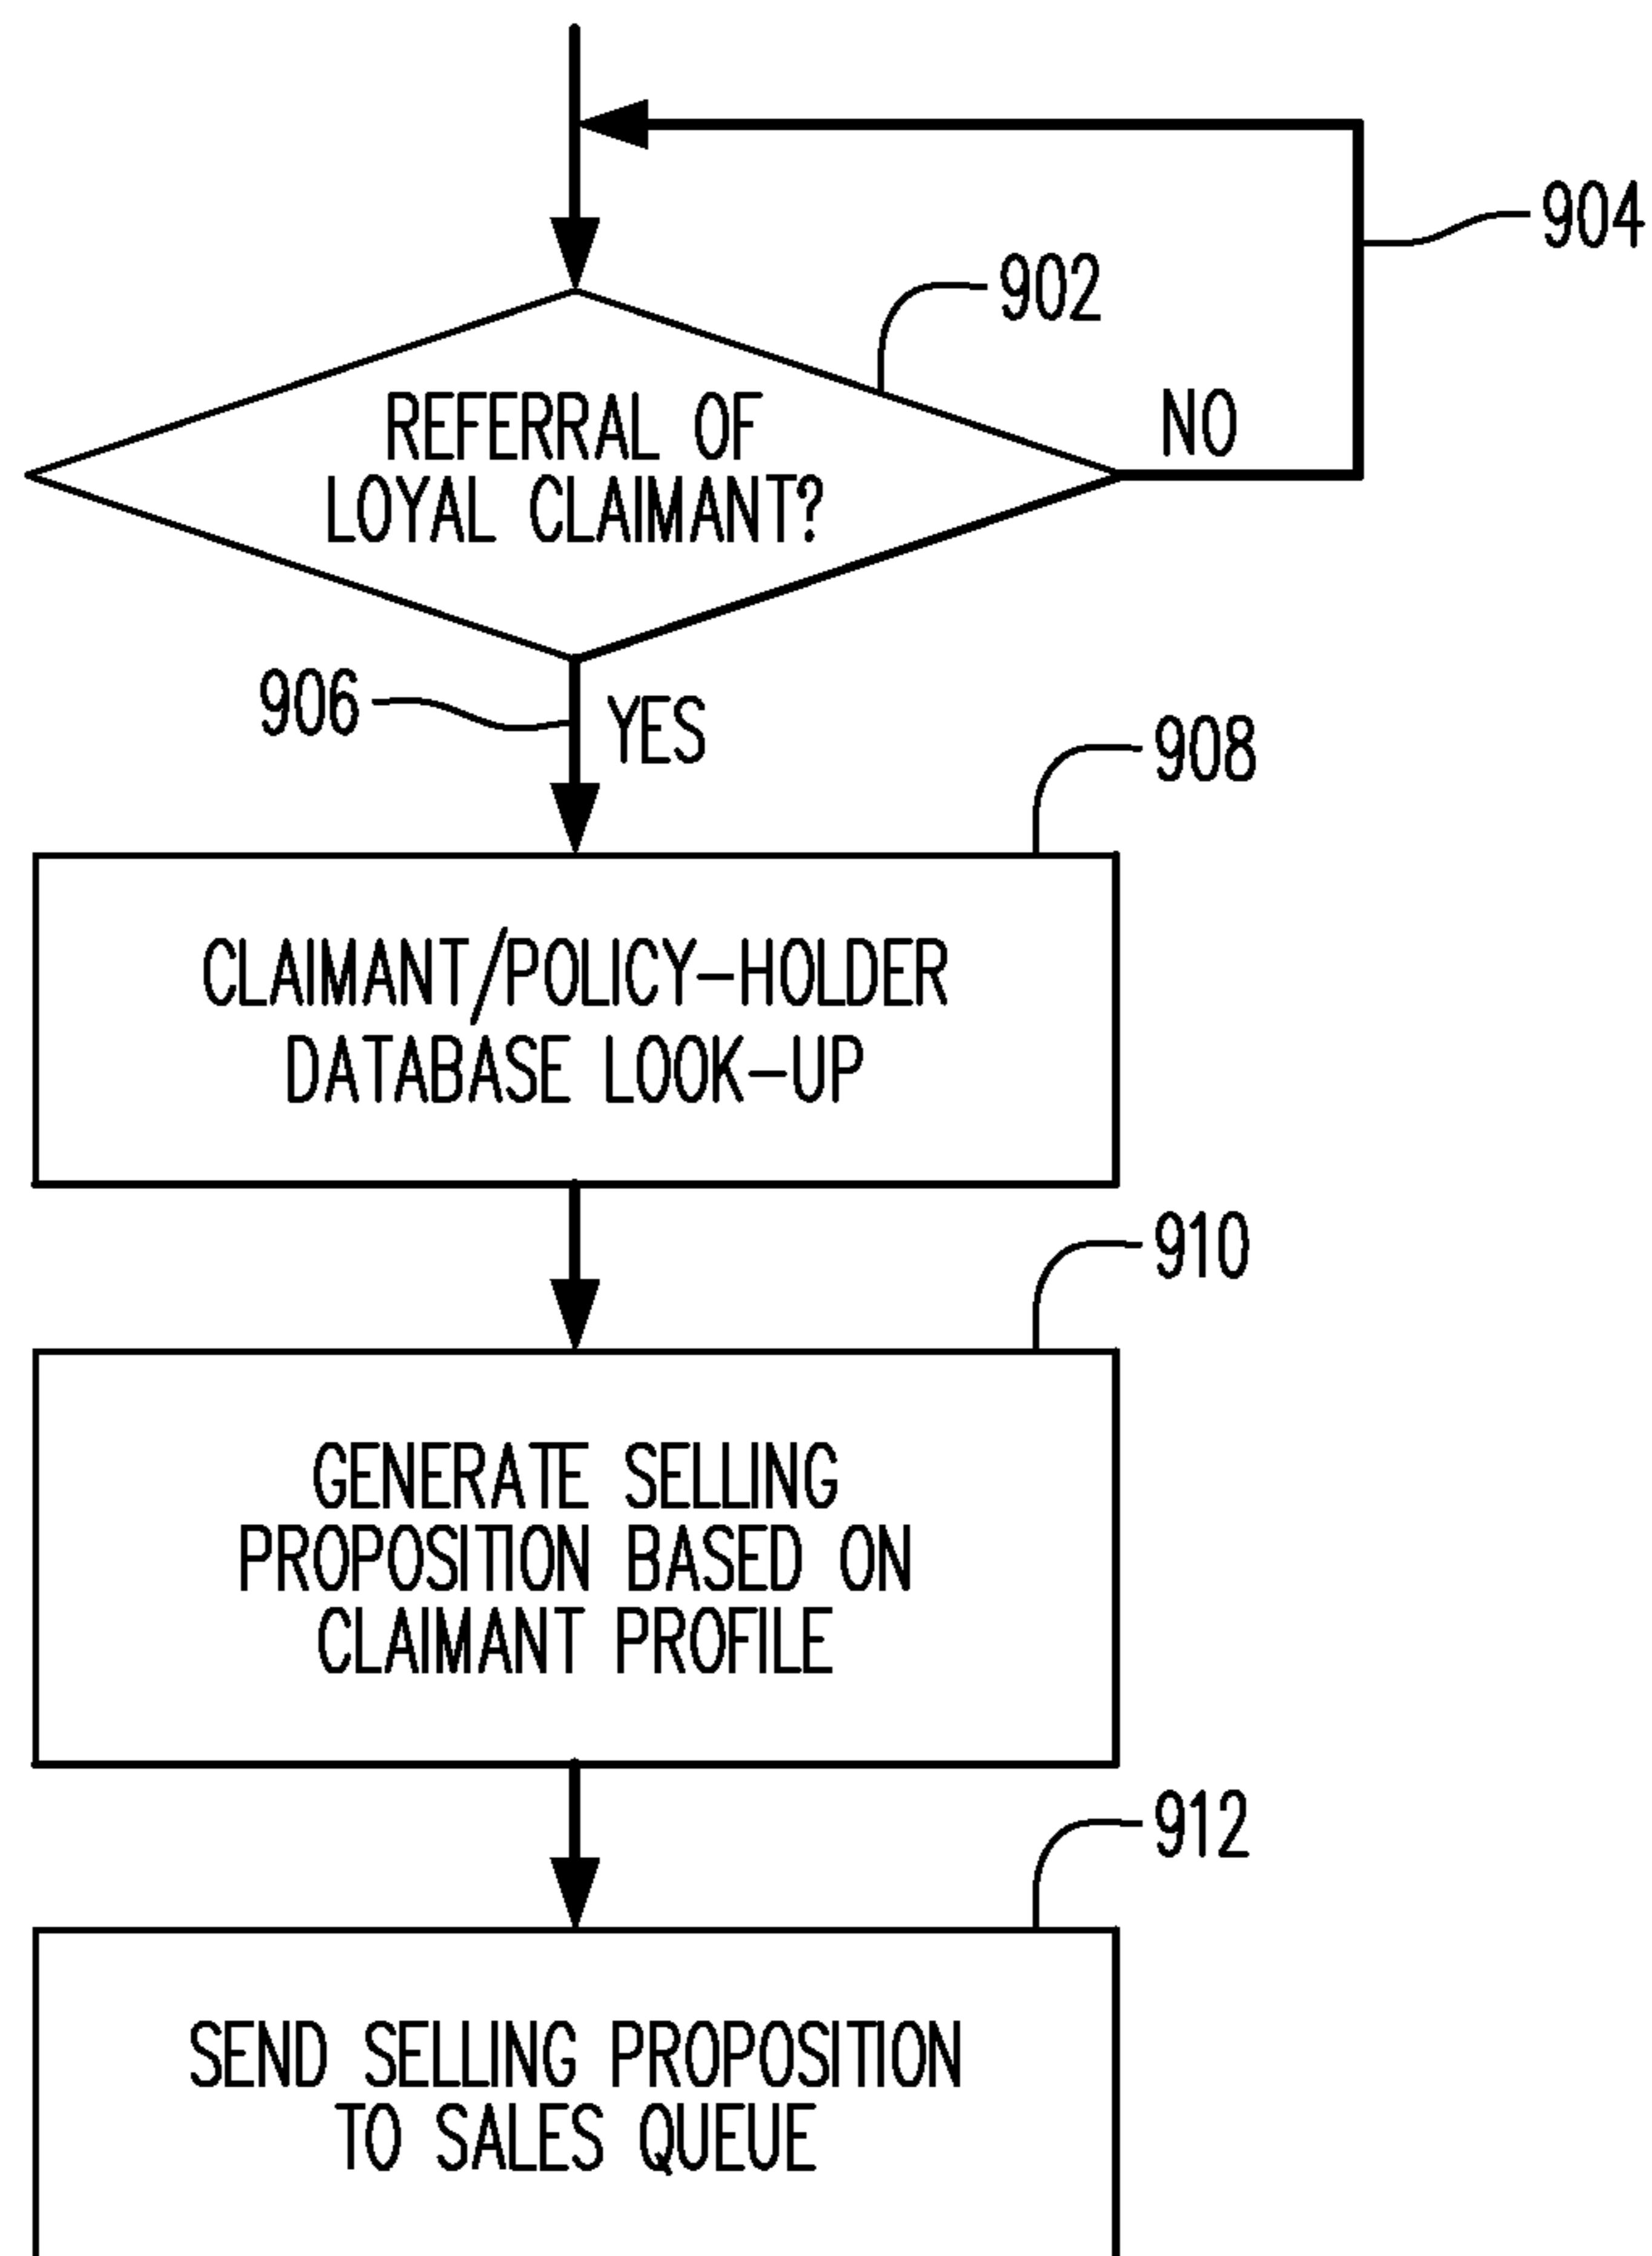 904
902
REFERRAL OF
LOYAL CLAIMANT?
NO
906
YES
908
CLAIMANT/POLICY-HOLDER
DATABASE LOOK-UP
910
GENERATE SELLING
PROPOSITION BASED ON
CLAIMANT PROFILE
912
SEND SELLING PROPOSITION
TO SALES QUEUE